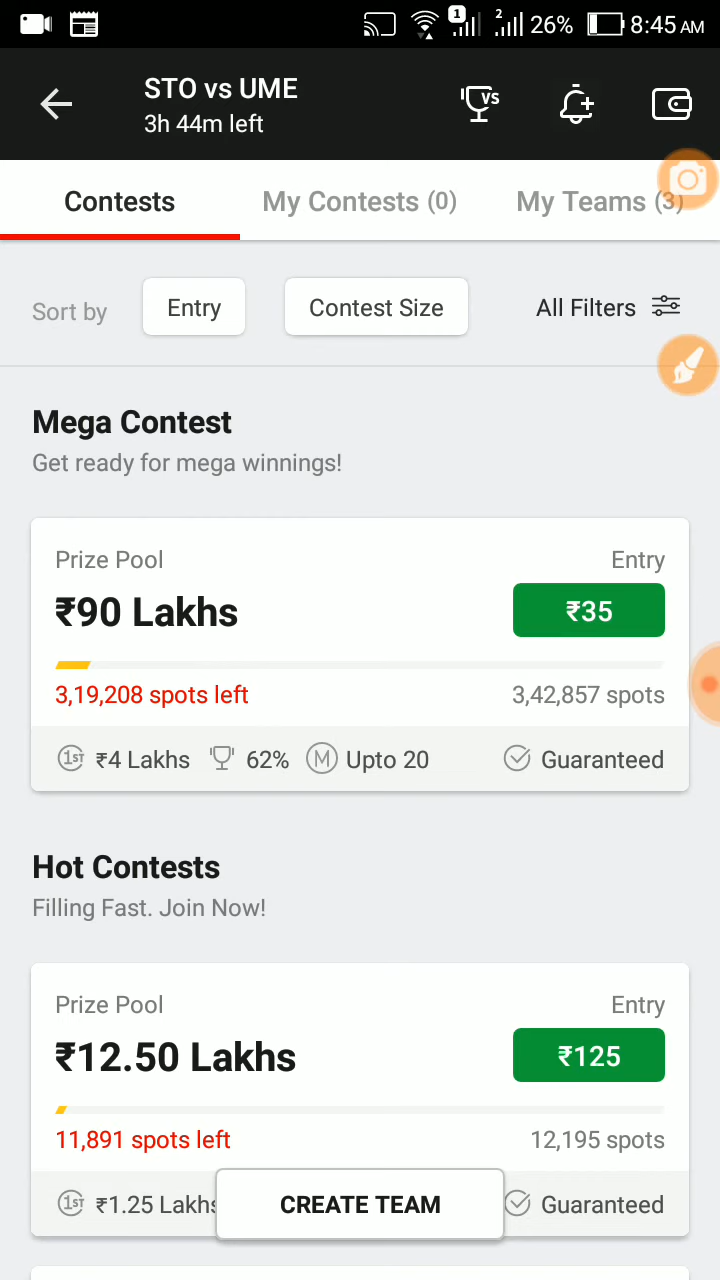 1 2 26% 8:45 AM
STO vs UME
3h 44m left
VS
Contests My Contests (0) My Teams (3)
Sort by Entry Contest Size All Filters
Mega Contest
Get ready for mega winnings!
Prize Pool Entry
₹90 Lakhs ₹35
3,19,208 spots left 3,42,857 spots
1ST ₹4 Lakhs 62% M Upto 20 Guaranteed
Hot Contests
Filling Fast. Join Now!
Prize Pool Entry
₹12.50 Lakhs ₹125
11,891 spots left 12,195 spots
1ST ₹1.25 Lakhs CREATE TEAM Guaranteed